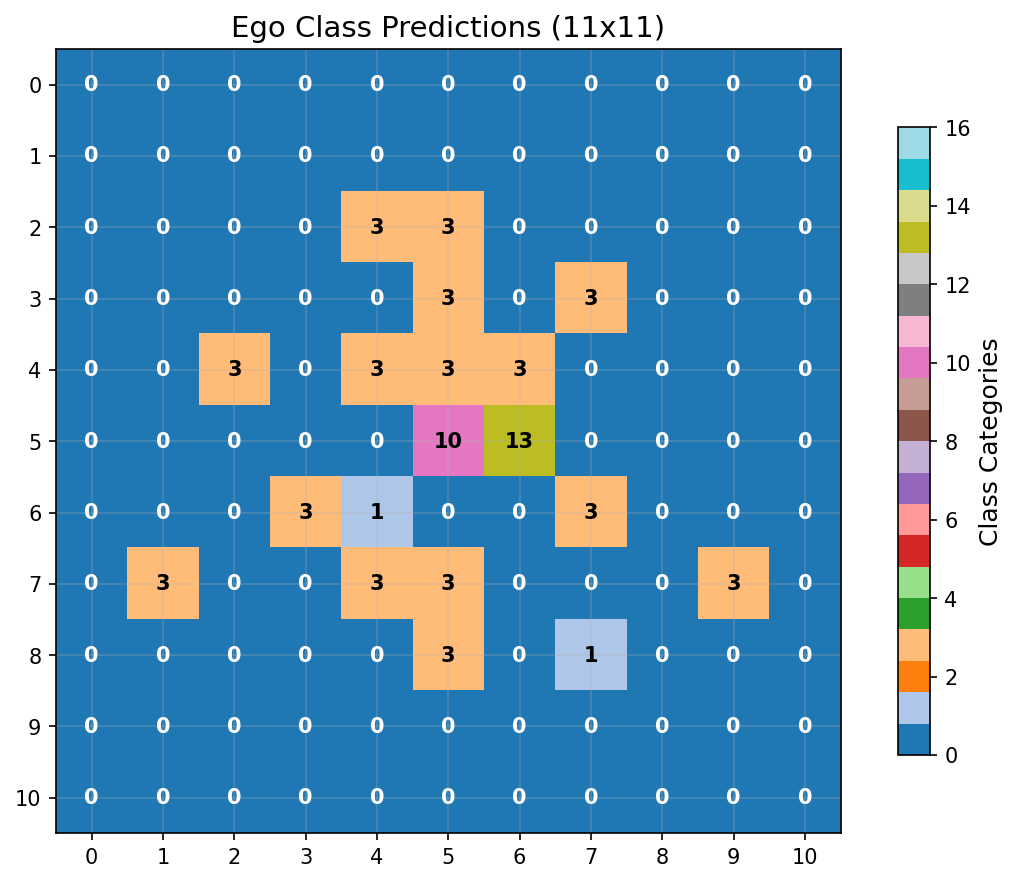 Ego Class Predictions (11x11)
0 0 0 0 0 0 0 0 0 0 0 0
1 0 0 0 0 0 0 0 0 0 0 0
2 0 0 0 0 3 3 0 0 0 0 0
3 0 0 0 0 0 3 0 3 0 0 0
4 0 0 3 0 3 3 3 0 0 0 0
5 0 0 0 0 0 10 13 0 0 0 0
6 0 0 0 3 1 0 0 3 0 0 0
7 0 3 0 0 3 3 0 0 0 3 0
8 0 0 0 0 0 3 0 1 0 0 0
9 0 0 0 0 0 0 0 0 0 0 0
10 0 0 0 0 0 0 0 0 0 0 0
0 1 2 3 4 5 6 7 8 9 10
16
14
12
10
8
6
4
2
0
Class Categories